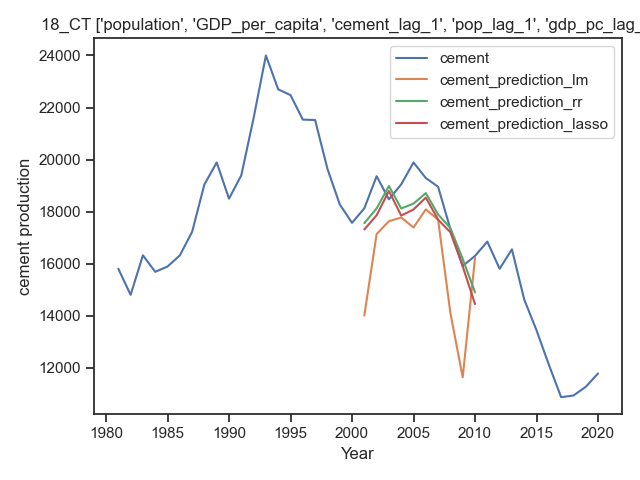 18_CT ['population', 'GDP_per_capita', 'cement_lag_1', 'pop_lag_1', 'gdp_pc_lag_
cement
cement_prediction_lm
cement_prediction_rr
cement_prediction_lasso
24000
22000
20000
18000
16000
14000
12000
cement production
1980 1985 1990 1995 2000 2005 2010 2015 2020
Year